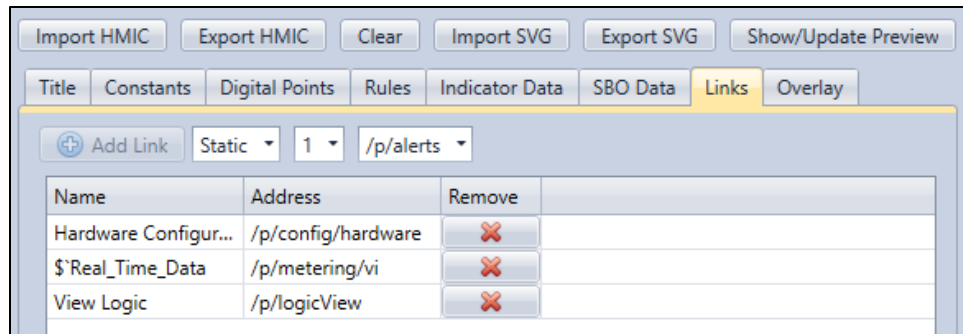 Import HMIC Export HMIC Clear Import SVG Export SVG Show/Update Preview
Title Constants Digital Points Rules Indicator Data SBO Data Links Overlay
Add Link Static 1 /p/alerts
Name Address Remove
Hardware Configur... /p/config/hardware
$`Real_Time_Data /p/metering/vi
View Logic /p/logicView